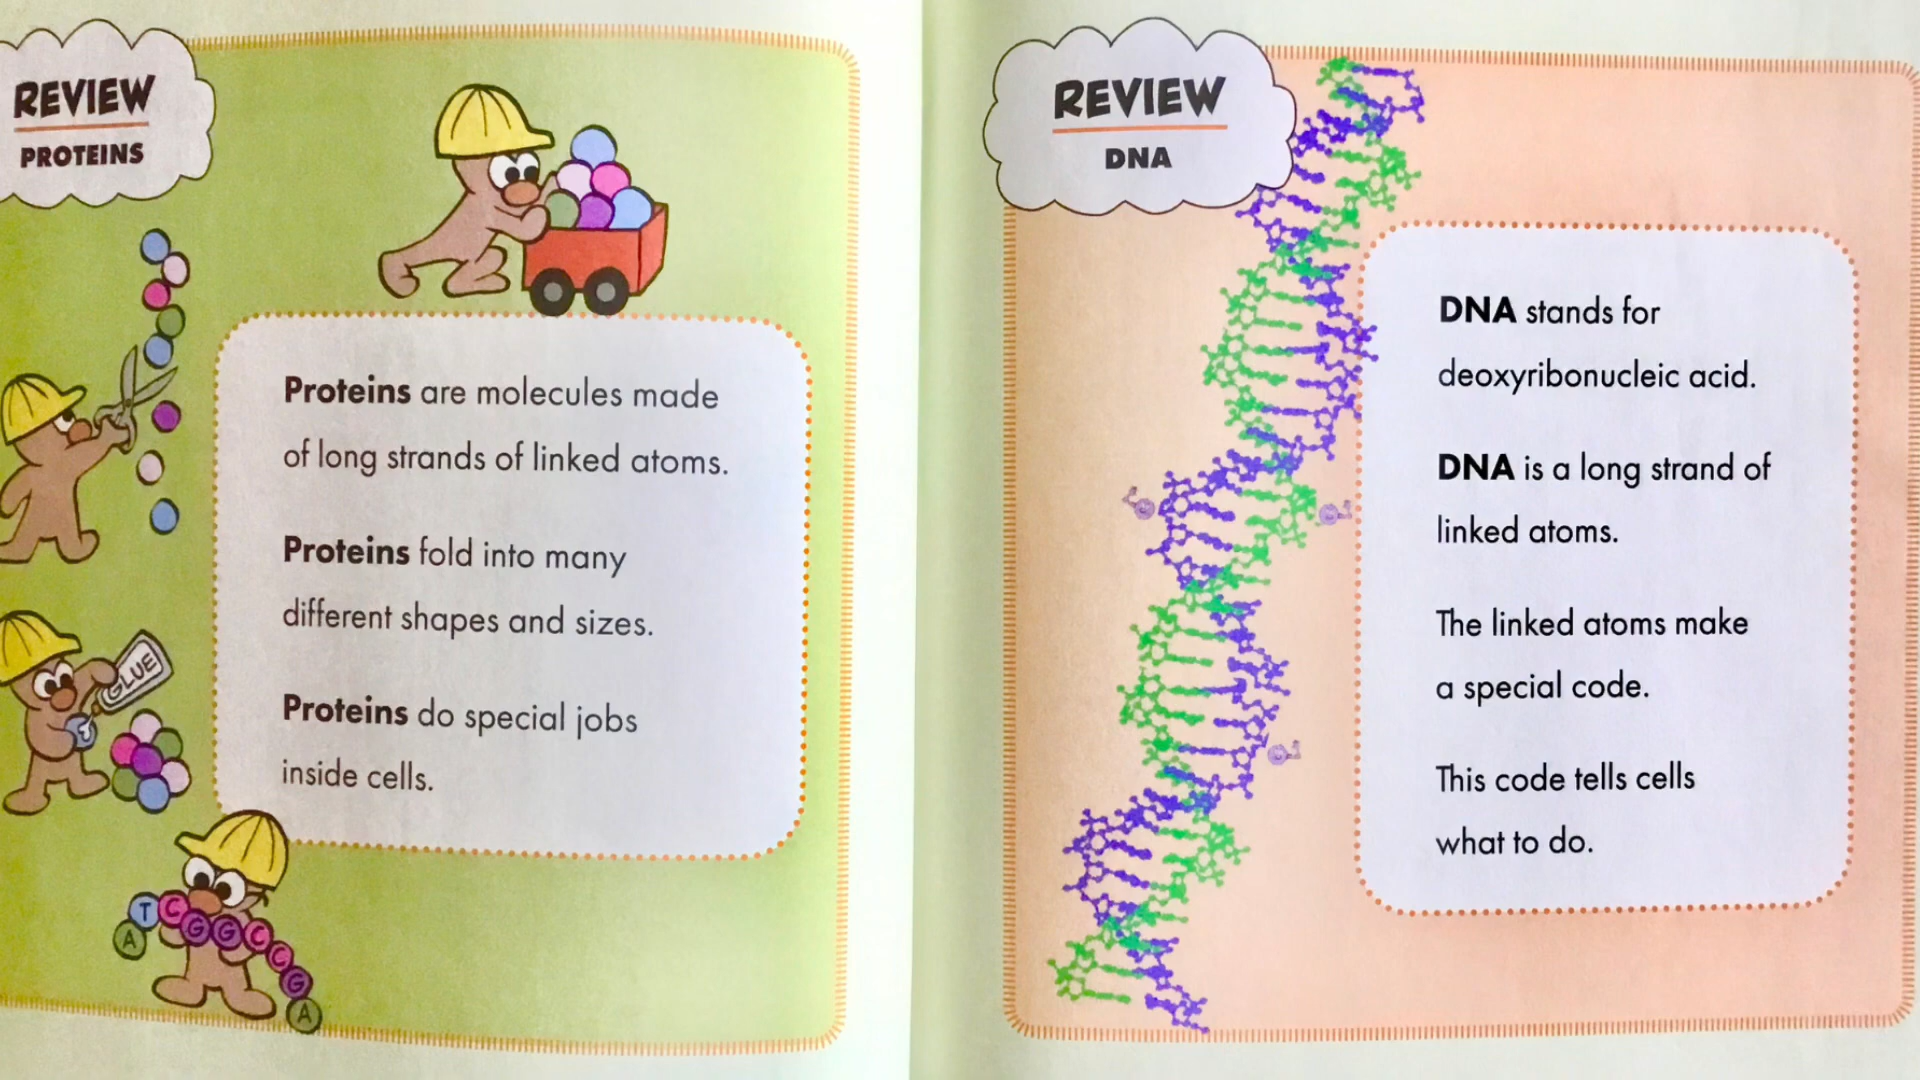 REVIEW
PROTEINS
GLUE
T
Proteins are molecules made
of long strands of linked atoms.
Proteins fold into many
different shapes and sizes.
Proteins do special jobs
inside cells.
A T C G G C C G A
REVIEW
DNA
DNA stands for
deoxyribonucleic acid.
DNA is a long strand of
linked atoms.
The linked atoms make
a special code.
This code tells cells
what to do.